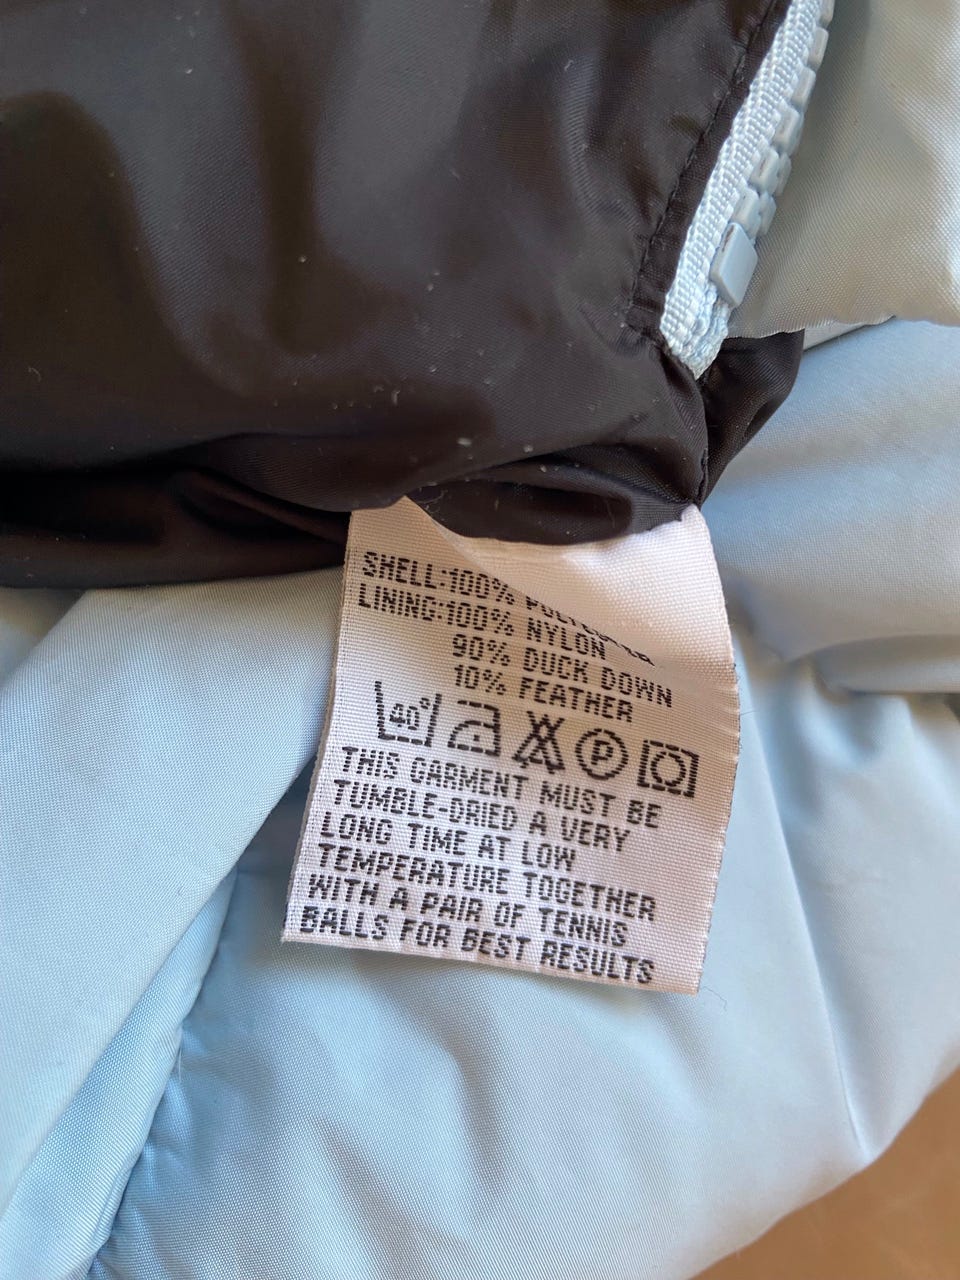 SHELL:100%
LINING:100% NYLON
90% DUCK DOWN
10% FEATHER
40°
P
THIS GARMENT MUST BE
TUMBLE-DRIED A VERY
LONG TIME AT LOW
TEMPERATURE TOGETHER
WITH A PAIR OF TENNIS
BALLS FOR BEST RESULTS